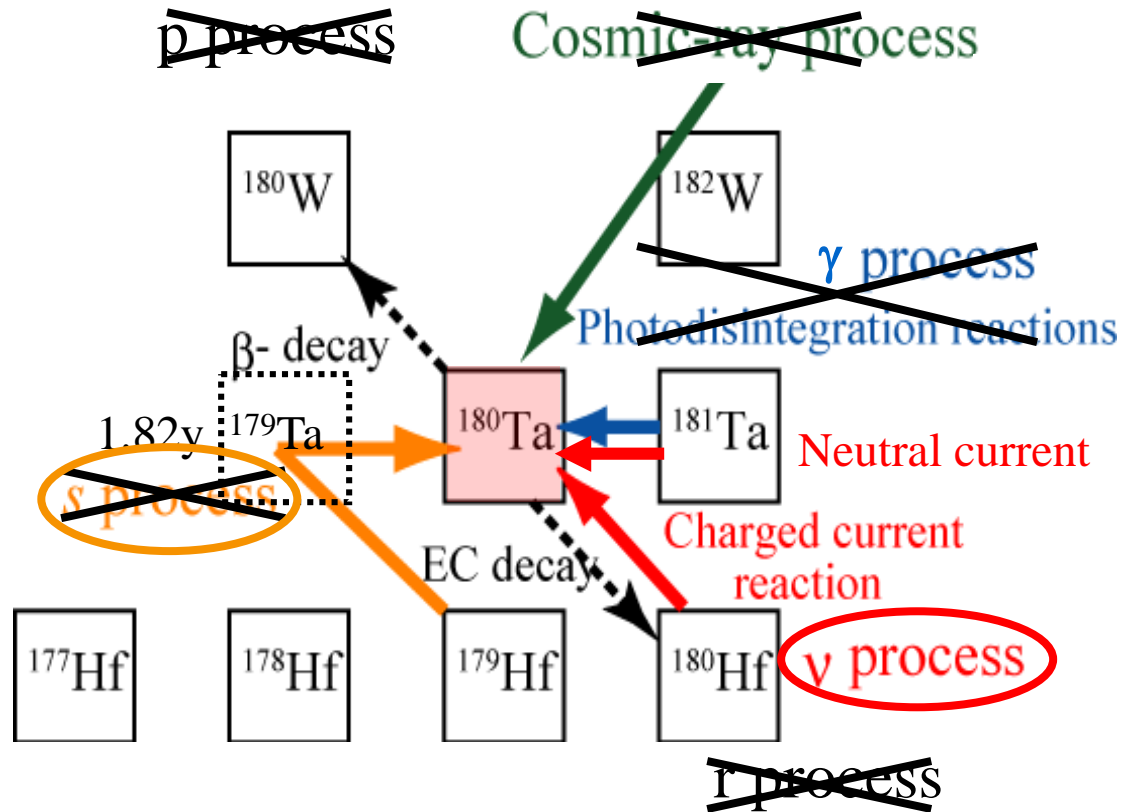 p process
Cosmic-ray process
¹⁸⁰W
¹⁸²W
γ process
Photodisintegration reactions
β- decay
1.82y
¹⁷⁹Ta
¹⁸⁰Ta
¹⁸¹Ta
Neutral current
s process
Charged current
reaction
EC decay
¹⁷⁷Hf
¹⁷⁸Hf
¹⁷⁹Hf
¹⁸⁰Hf
ν process
r process